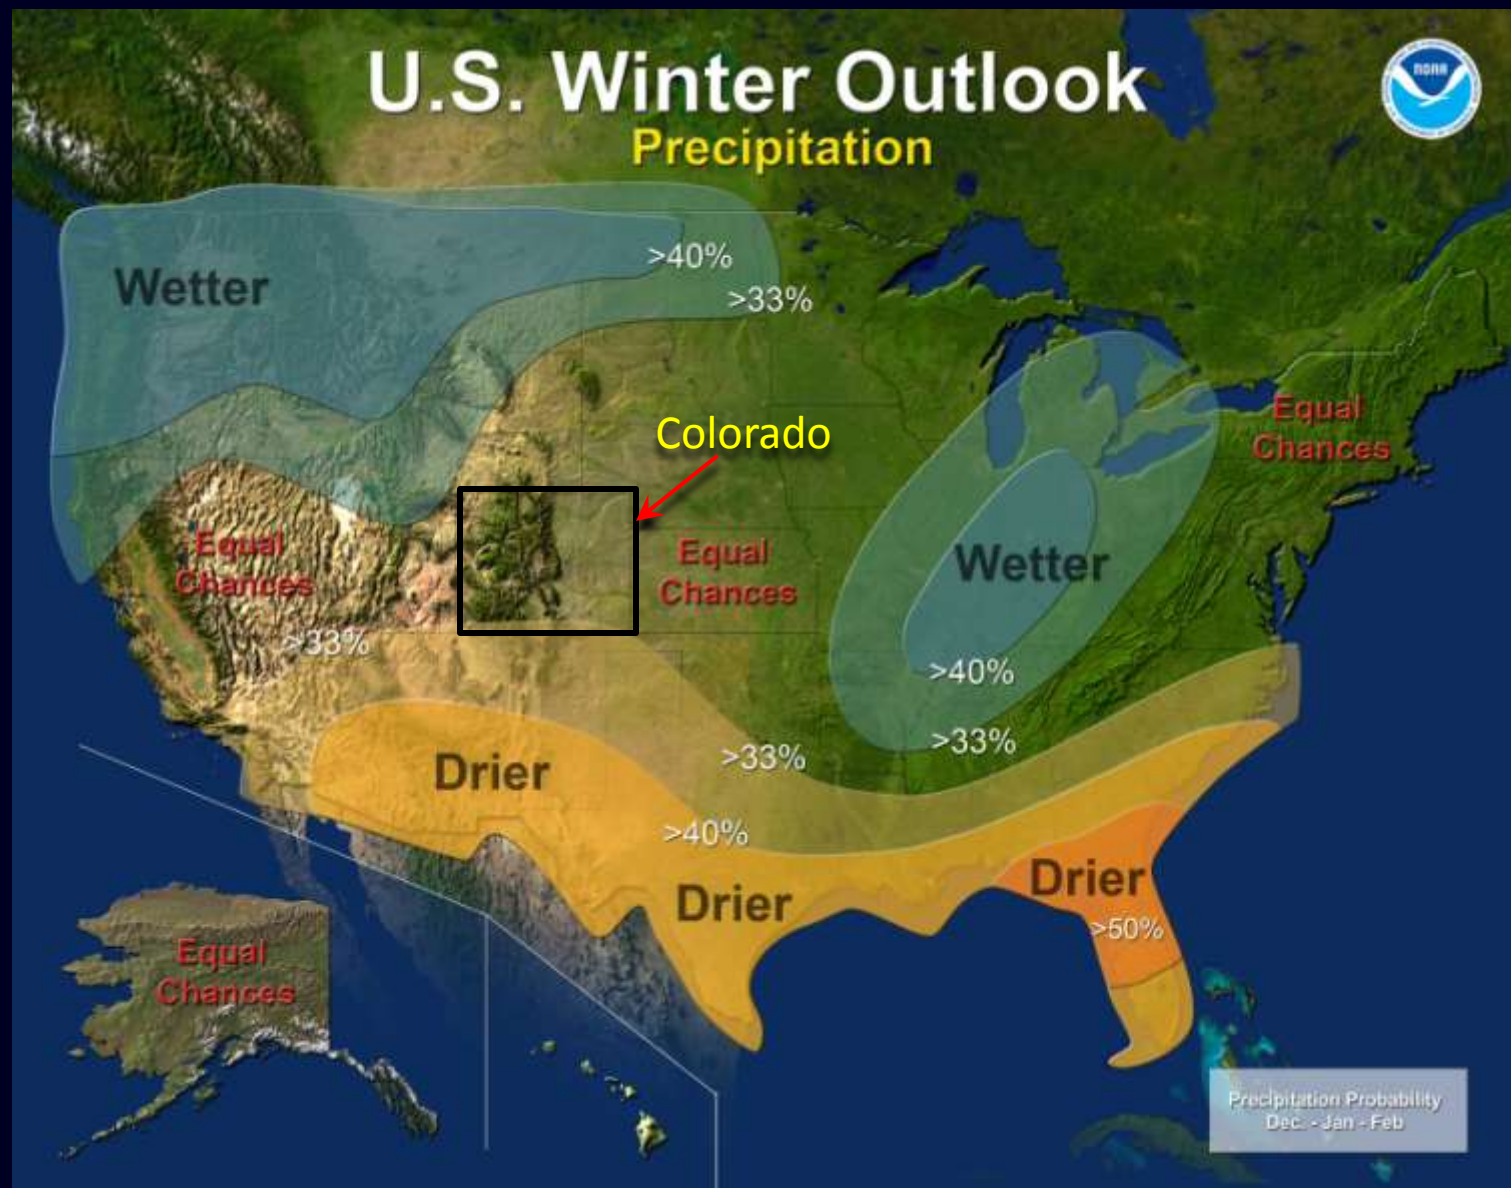 U.S. Winter Outlook
Precipitation
NOAA
Wetter
>40%
>33%
Colorado
Equal
Chances
Equal
Chances
Equal
Chances
Wetter
>33%
>40%
>33%
>33%
Drier
>40%
Drier
Drier
>50%
Equal
Chances
Precipitation Probability
Dec. - Jan - Feb